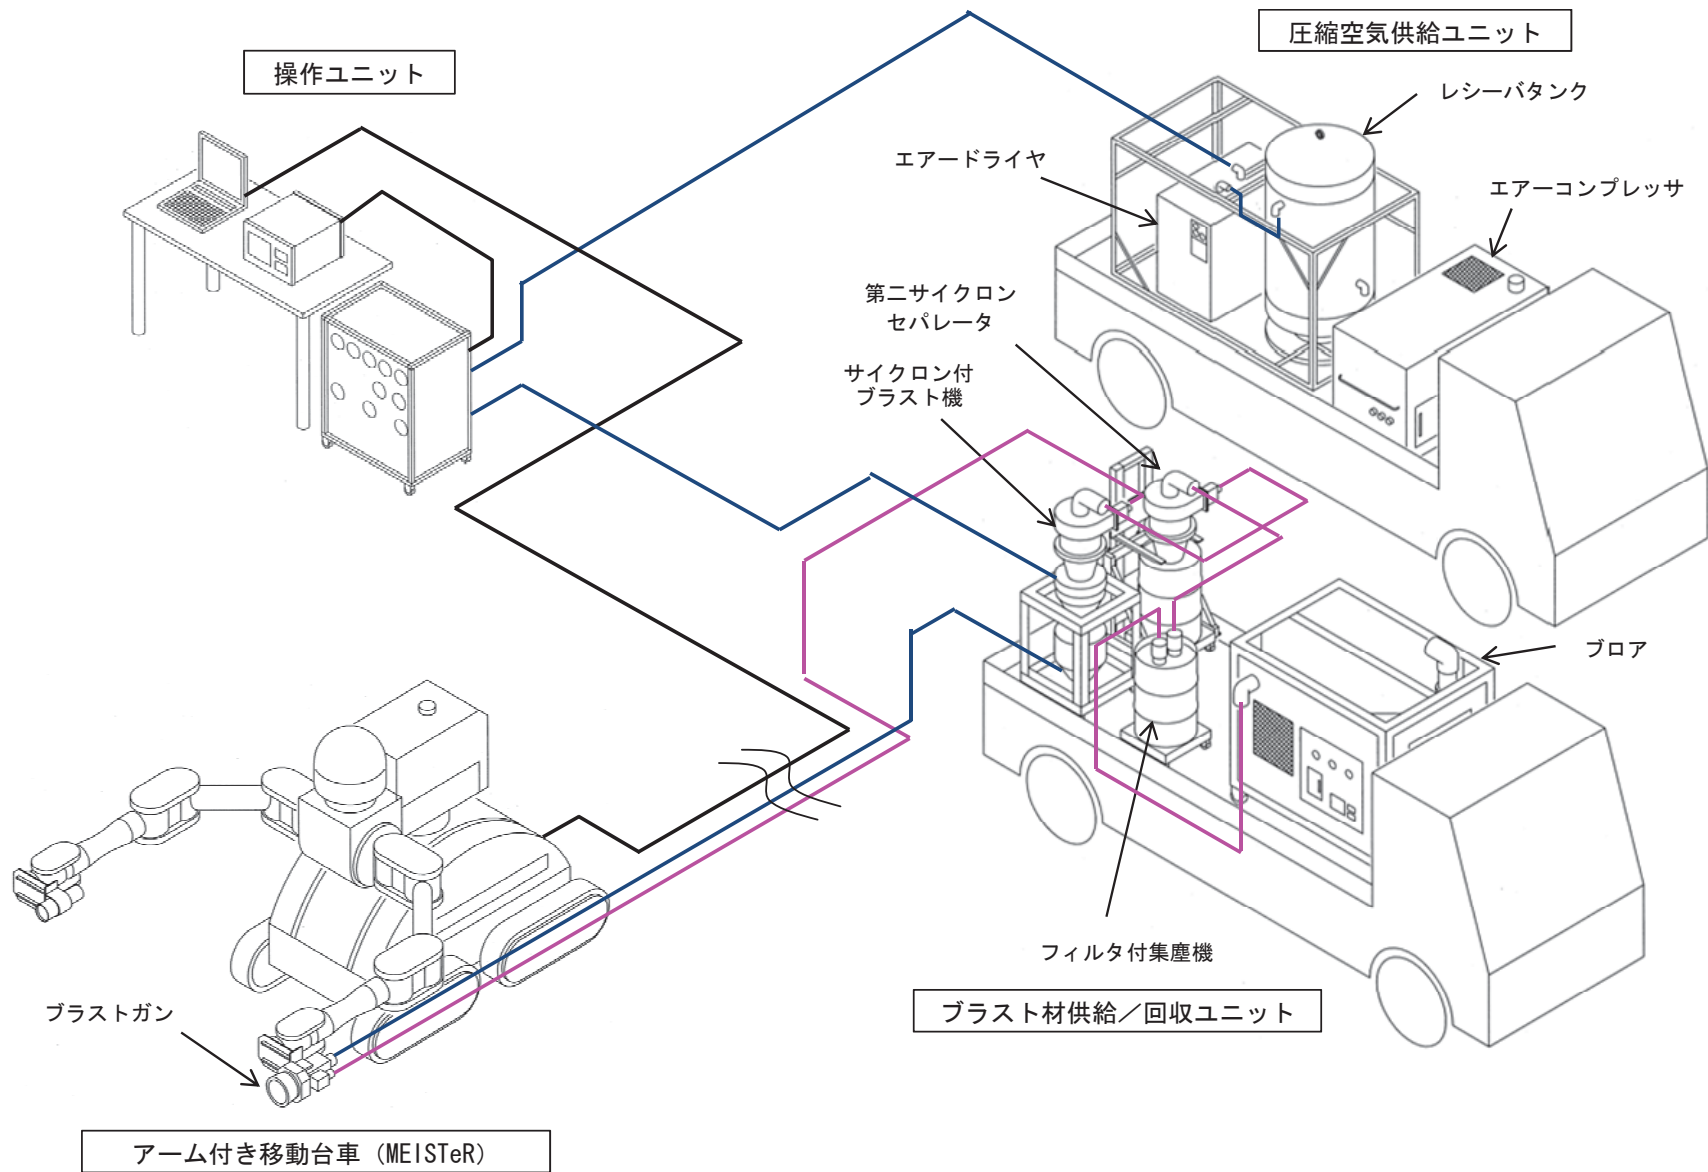 圧縮空気供給ユニット
操作ユニット
レシーバタンク
エアードライヤ
エアーコンプレッサ
第二サイクロン
セパレータ
サイクロン付
ブラスト機
ブロア
フィルタ付集塵機
ブラスト材供給／回収ユニット
ブラストガン
アーム付き移動台車（MEISTeR）